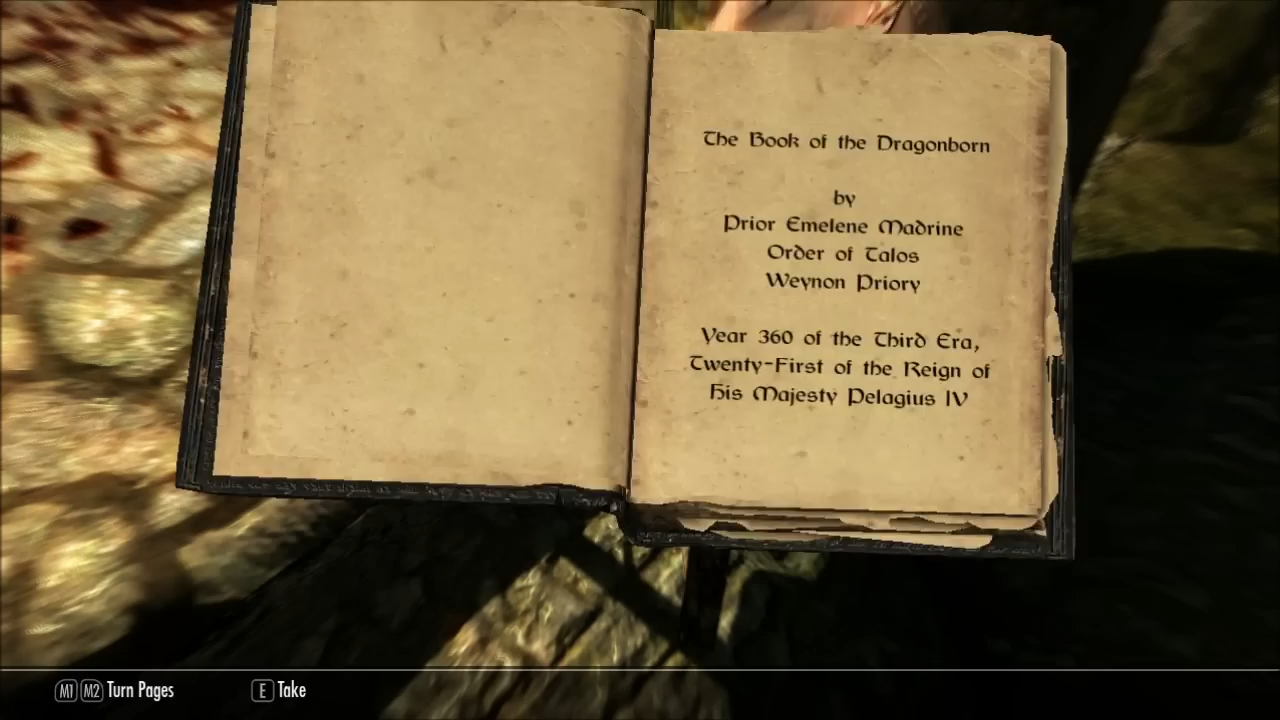 The Book of the Dragonborn
by
Prior Emelene Madrine
Order of Talos
Weynon Priory
Year 360 of the Third Era,
Twenty-First of the Reign of
His Majesty Pelagius IV
M1 M2 Turn Pages E Take